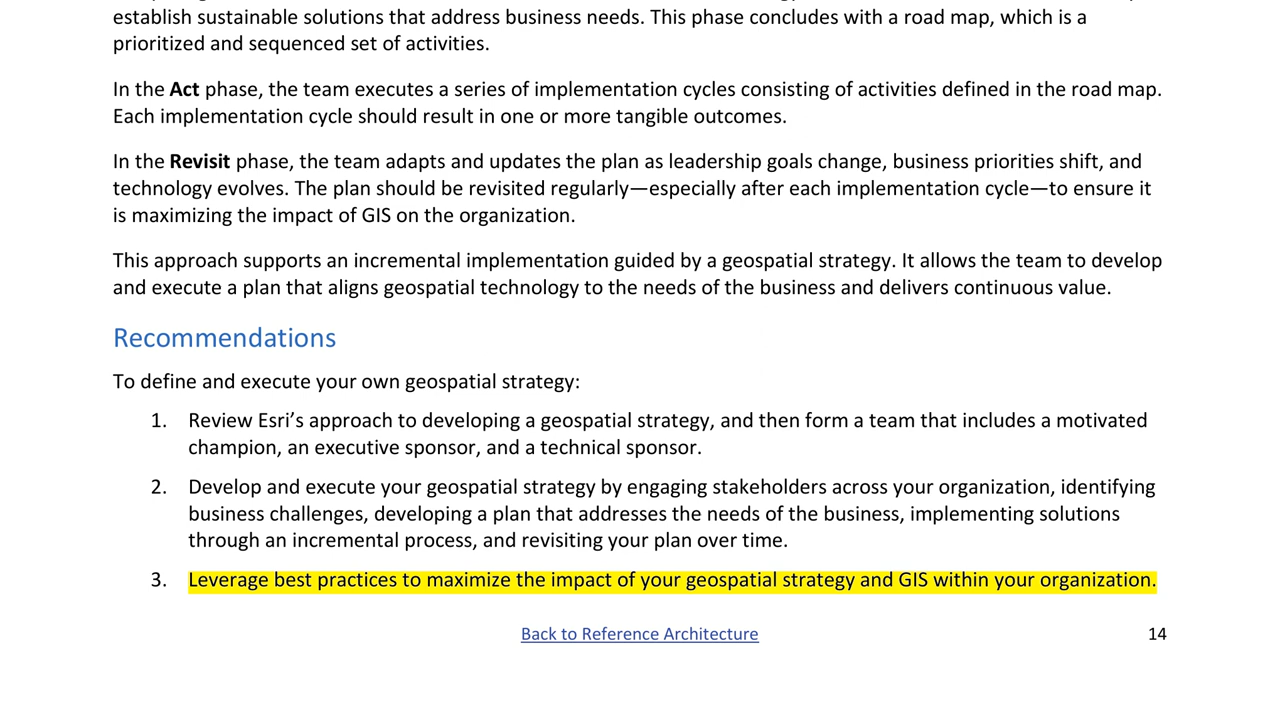 establish sustainable solutions that address business needs. This phase concludes with a road map, which is a
prioritized and sequenced set of activities.
In the Act phase, the team executes a series of implementation cycles consisting of activities defined in the road map.
Each implementation cycle should result in one or more tangible outcomes.
In the Revisit phase, the team adapts and updates the plan as leadership goals change, business priorities shift, and
technology evolves. The plan should be revisited regularly—especially after each implementation cycle—to ensure it
is maximizing the impact of GIS on the organization.
This approach supports an incremental implementation guided by a geospatial strategy. It allows the team to develop
and execute a plan that aligns geospatial technology to the needs of the business and delivers continuous value.
Recommendations
To define and execute your own geospatial strategy:
1. Review Esri’s approach to developing a geospatial strategy, and then form a team that includes a motivated
champion, an executive sponsor, and a technical sponsor.
2. Develop and execute your geospatial strategy by engaging stakeholders across your organization, identifying
business challenges, developing a plan that addresses the needs of the business, implementing solutions
through an incremental process, and revisiting your plan over time.
3. Leverage best practices to maximize the impact of your geospatial strategy and GIS within your organization.
Back to Reference Architecture 14